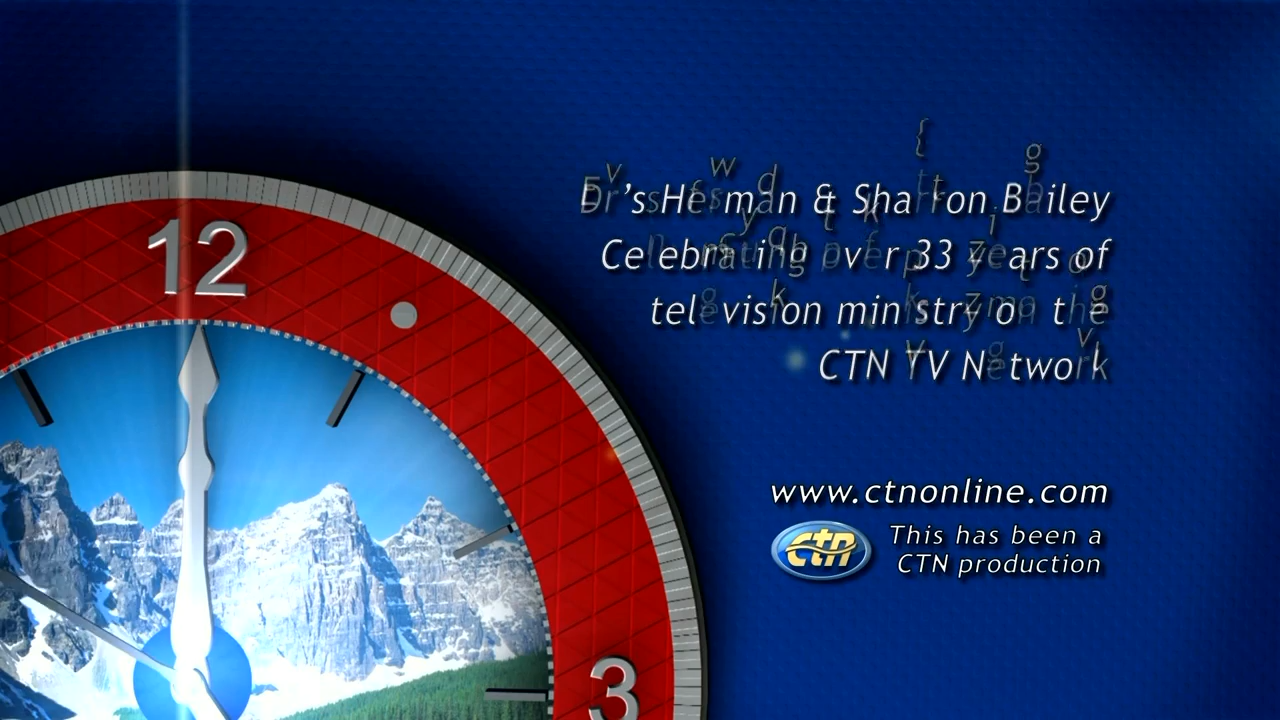 12
Dr's Herman & Sharron Bailey
Celebrating over 33 years of
television ministry on the
CTN TV Network
www.ctnonline.com
ctn
This has been a
CTN production
3